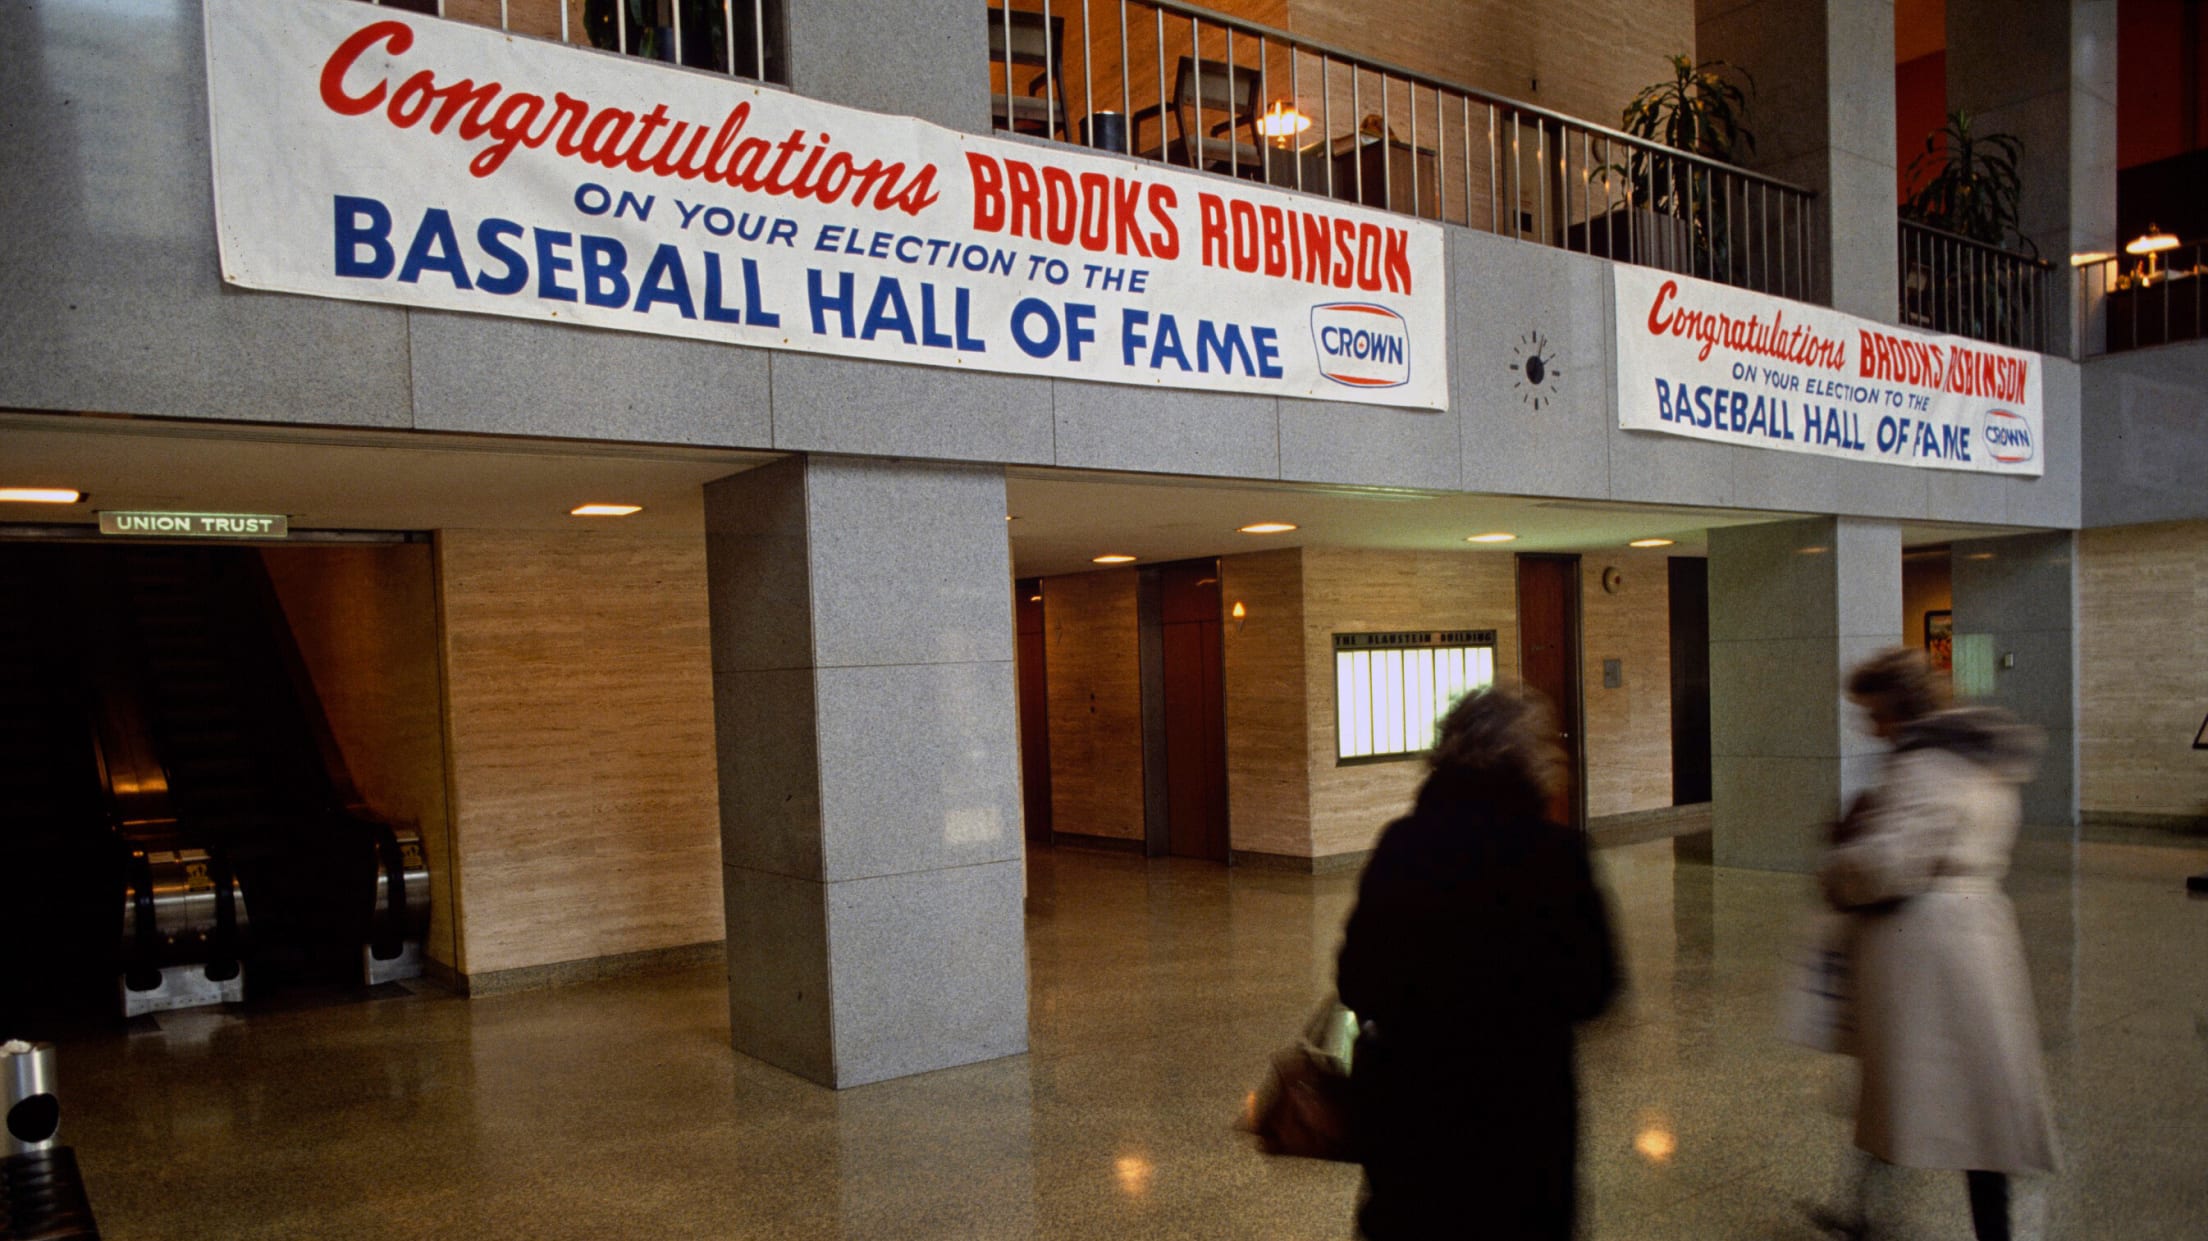 Congratulations BROOKS ROBINSON
ON YOUR ELECTION TO THE
BASEBALL HALL OF FAME
CROWN
Congratulations BROOKS ROBINSON
ON YOUR ELECTION TO THE
BASEBALL HALL OF FAME
CROWN
UNION TRUST
THE BLAUSTEIN BUILDING